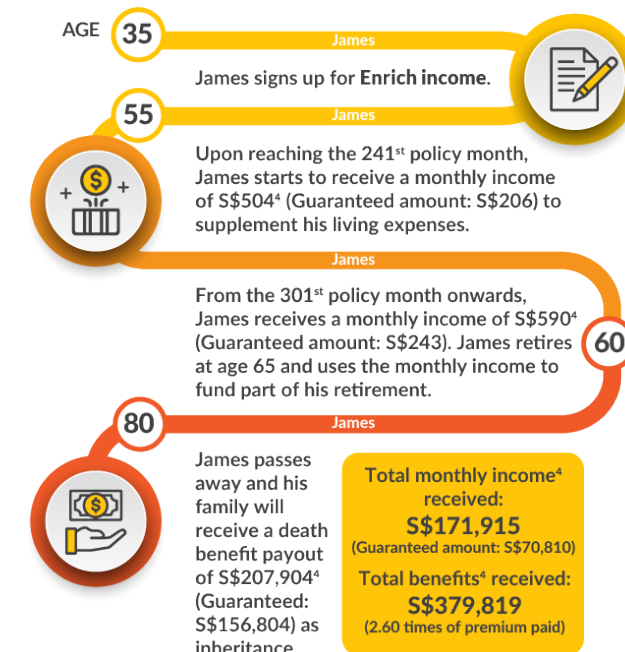 AGE 35
James
James signs up for Enrich income.
55
James
Upon reaching the 241st policy month,
James starts to receive a monthly income
of S$504⁴ (Guaranteed amount: S$206) to
supplement his living expenses.
James
From the 301st policy month onwards,
James receives a monthly income of S$590⁴
(Guaranteed amount: S$243). James retires
at age 65 and uses the monthly income to
fund part of his retirement.
60
80
James
James passes
away and his
family will
receive a death
benefit payout
of S$207,904⁴
(Guaranteed:
S$156,804) as
inheritance
Total monthly income⁴
received:
S$171,915
(Guaranteed amount: S$70,810)
Total benefits⁴ received:
S$379,819
(2.60 times of premium paid)